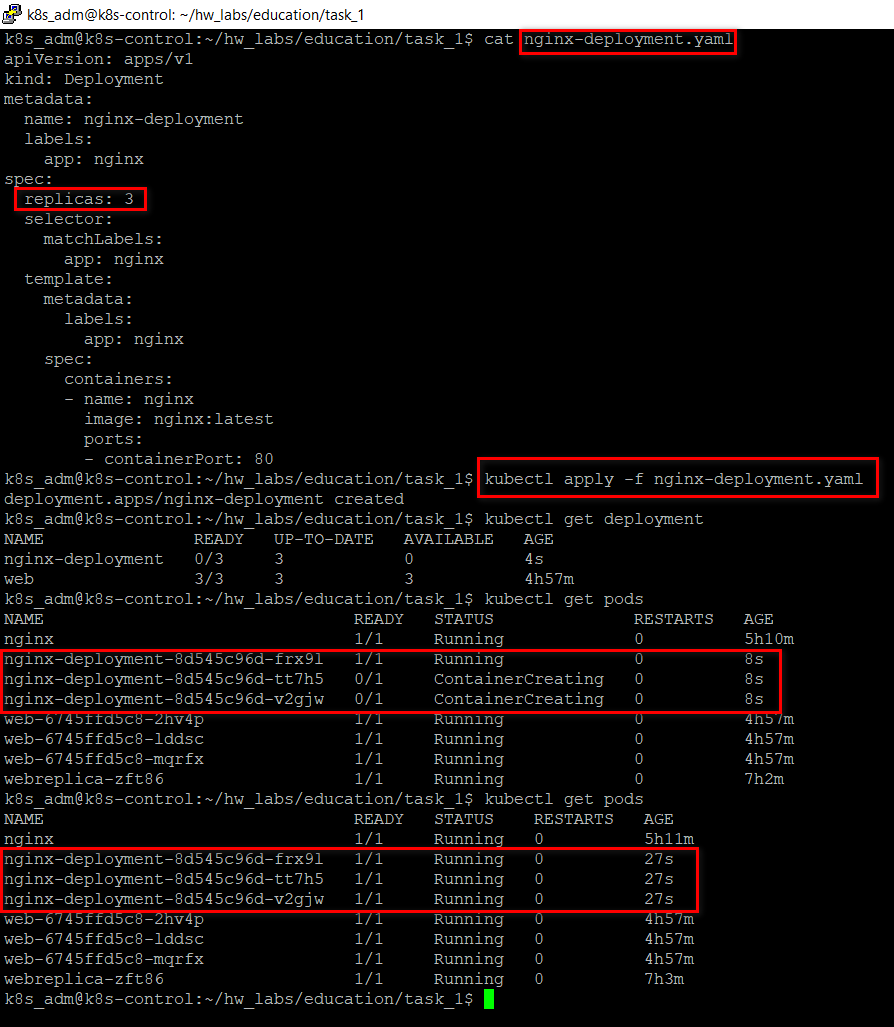 k8s_adm@k8s-control: ~/hw_labs/education/task_1
k8s_adm@k8s-control:~/hw_labs/education/task_1$ cat nginx-deployment.yaml
apiVersion: apps/v1
kind: Deployment
metadata:
  name: nginx-deployment
  labels:
    app: nginx
spec:
  replicas: 3
  selector:
    matchLabels:
      app: nginx
  template:
    metadata:
      labels:
        app: nginx
    spec:
      containers:
      - name: nginx
        image: nginx:latest
        ports:
        - containerPort: 80
k8s_adm@k8s-control:~/hw_labs/education/task_1$ kubectl apply -f nginx-deployment.yaml
deployment.apps/nginx-deployment created
k8s_adm@k8s-control:~/hw_labs/education/task_1$ kubectl get deployment
NAME               READY   UP-TO-DATE   AVAILABLE   AGE
nginx-deployment   0/3     3            0           4s
web                3/3     3            3           4h57m
k8s_adm@k8s-control:~/hw_labs/education/task_1$ kubectl get pods
NAME                               READY   STATUS              RESTARTS   AGE
nginx                              1/1     Running             0          5h10m
nginx-deployment-8d545c96d-frx9l   1/1     Running             0          8s
nginx-deployment-8d545c96d-tt7h5   0/1     ContainerCreating   0          8s
nginx-deployment-8d545c96d-v2gjw   0/1     ContainerCreating   0          8s
web-6745ffd5c8-2hv4p               1/1     Running             0          4h57m
web-6745ffd5c8-lddsc               1/1     Running             0          4h57m
web-6745ffd5c8-mqrfx               1/1     Running             0          4h57m
webreplica-zft86                   1/1     Running             0          7h2m
k8s_adm@k8s-control:~/hw_labs/education/task_1$ kubectl get pods
NAME                               READY   STATUS    RESTARTS   AGE
nginx                              1/1     Running   0          5h11m
nginx-deployment-8d545c96d-frx9l   1/1     Running   0          27s
nginx-deployment-8d545c96d-tt7h5   1/1     Running   0          27s
nginx-deployment-8d545c96d-v2gjw   1/1     Running   0          27s
web-6745ffd5c8-2hv4p               1/1     Running   0          4h57m
web-6745ffd5c8-lddsc               1/1     Running   0          4h57m
web-6745ffd5c8-mqrfx               1/1     Running   0          4h57m
webreplica-zft86                   1/1     Running   0          7h3m
k8s_adm@k8s-control:~/hw_labs/education/task_1$